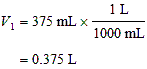 V₁ = 375 mL × 1 L / 1000 mL
= 0.375 L